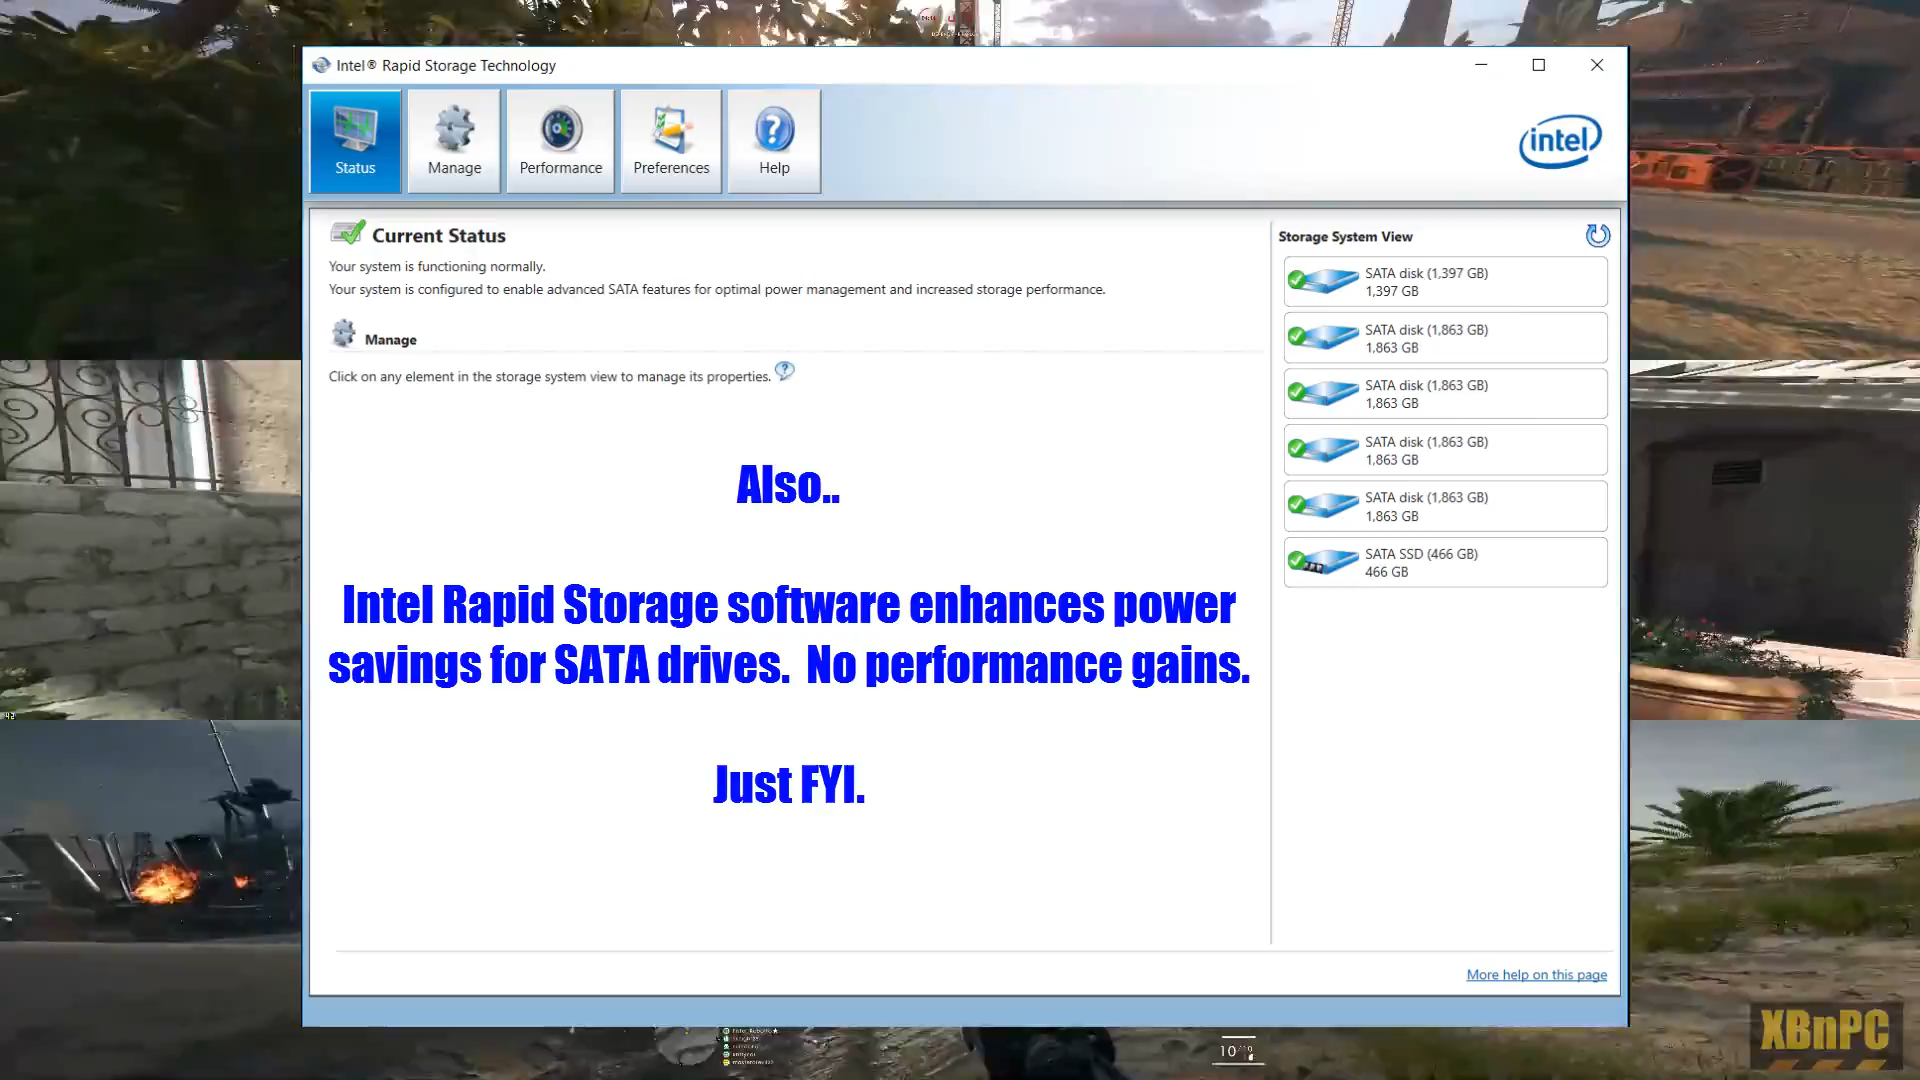 Intel® Rapid Storage Technology
Status
Manage
Performance
Preferences
Help
intel
Current Status
Your system is functioning normally.
Your system is configured to enable advanced SATA features for optimal power management and increased storage performance.
Manage
Click on any element in the storage system view to manage its properties.
Also..
Intel Rapid Storage software enhances power
savings for SATA drives.  No performance gains.
Just FYI.
Storage System View
SATA disk (1,397 GB)
1,397 GB
SATA disk (1,863 GB)
1,863 GB
SATA disk (1,863 GB)
1,863 GB
SATA disk (1,863 GB)
1,863 GB
SATA disk (1,863 GB)
1,863 GB
SATA SSD (466 GB)
466 GB
More help on this page
XBnPC